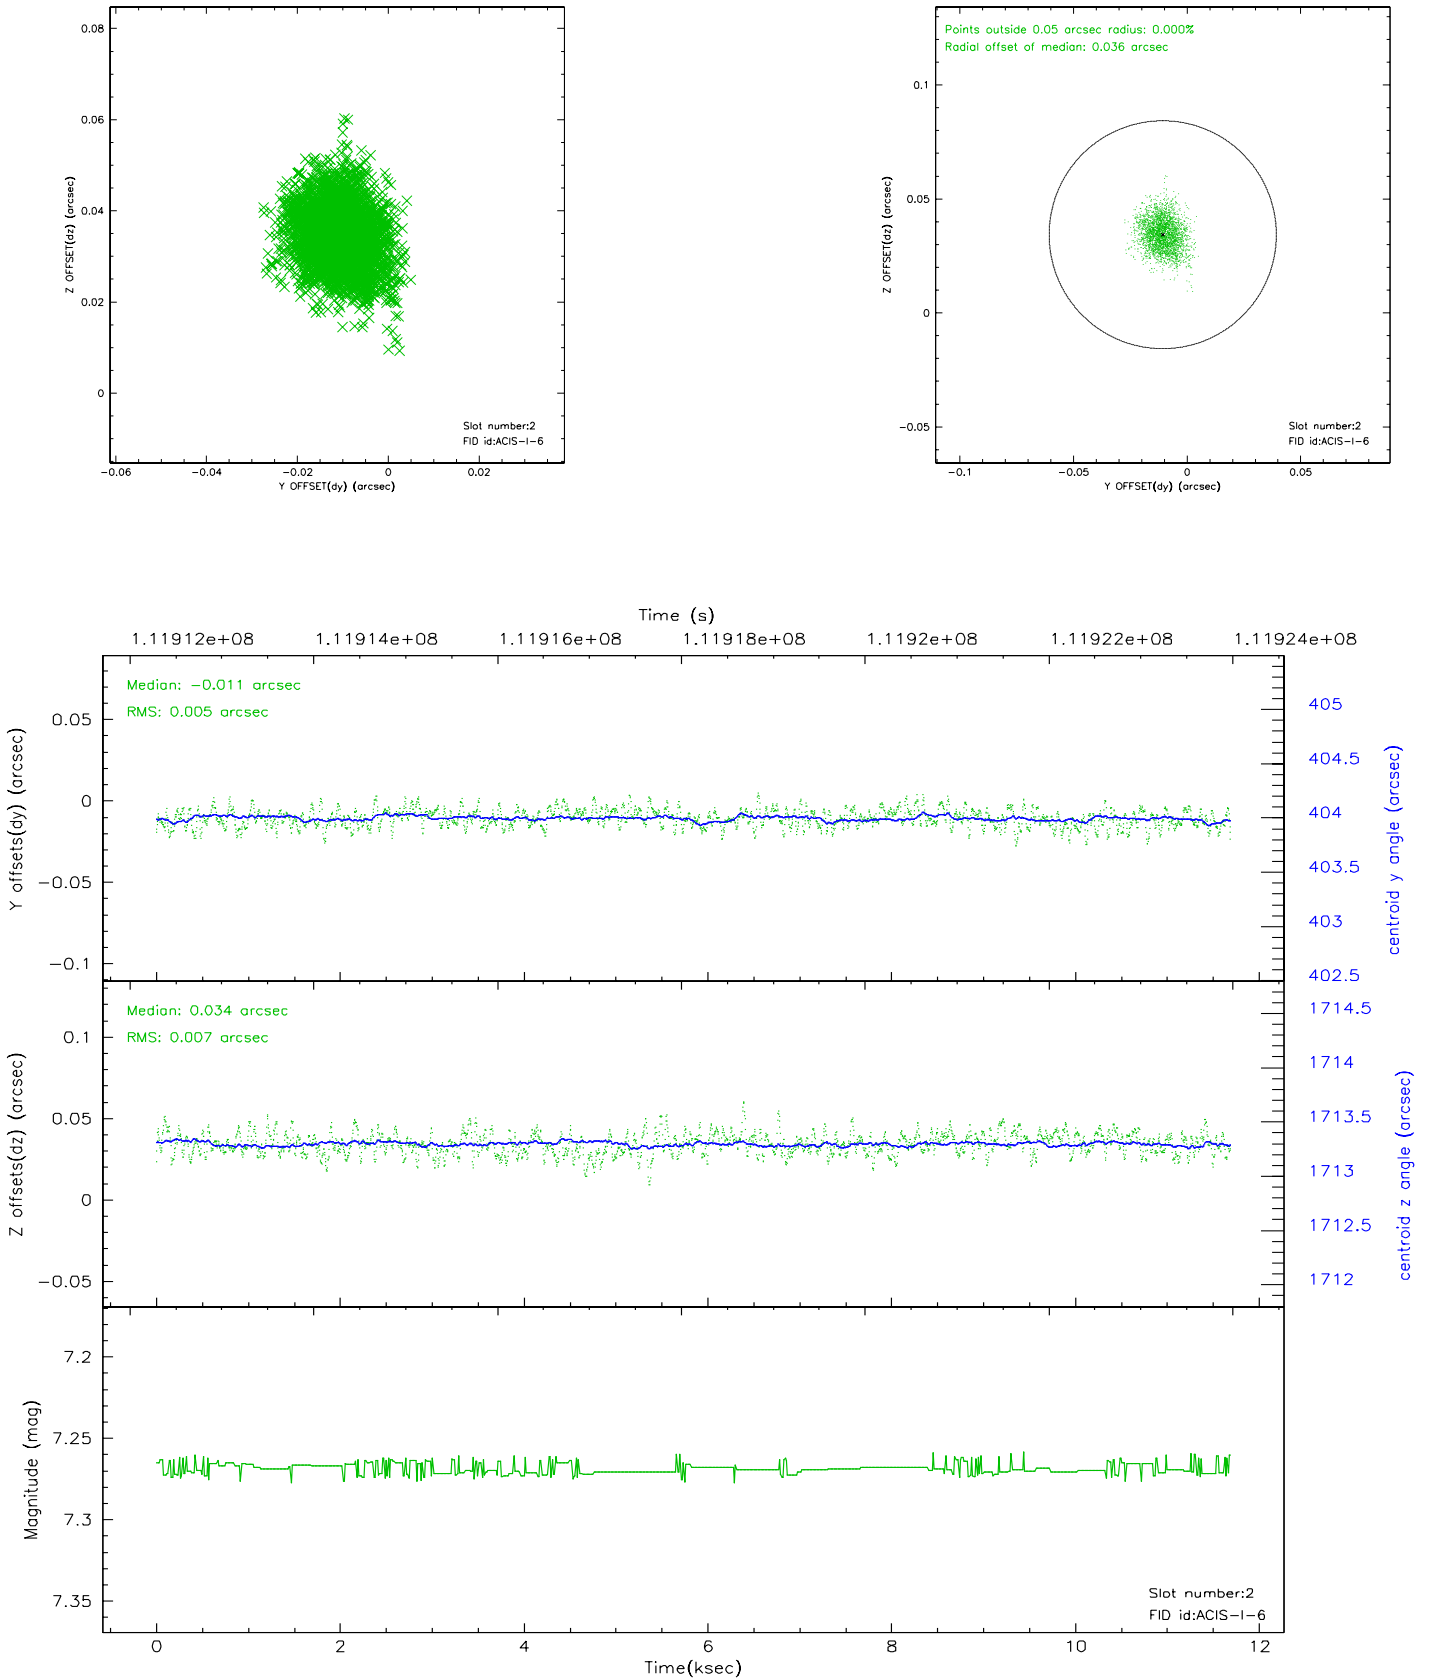 0.08
0.06
0.04
0.02
0
Z OFFSET(dz) (arcsec)
Slot number:2
FID id:ACIS-I-6
-0.06 -0.04 -0.02 0 0.02
Y OFFSET(dy) (arcsec)
Points outside 0.05 arcsec radius: 0.000%
Radial offset of median: 0.036 arcsec
0.1
0.05
0
-0.05
Z OFFSET(dz) (arcsec)
Slot number:2
FID id:ACIS-I-6
-0.1 -0.05 0 0.05
Y OFFSET(dy) (arcsec)
Time (s)
1.11912e+08 1.11914e+08 1.11916e+08 1.11918e+08 1.1192e+08 1.11922e+08 1.11924e+08
Median: -0.011 arcsec
RMS: 0.005 arcsec
0.05
0
-0.05
-0.1
Y offsets(dy) (arcsec)
405
404.5
404
403.5
403
402.5
centroid y angle (arcsec)
Median: 0.034 arcsec
RMS: 0.007 arcsec
0.1
0.05
0
-0.05
Z offsets(dz) (arcsec)
1714.5
1714
1713.5
1713
1712.5
1712
centroid z angle (arcsec)
7.2
7.25
7.3
7.35
Magnitude (mag)
Slot number:2
FID id:ACIS-I-6
0 2 4 6 8 10 12
Time(ksec)